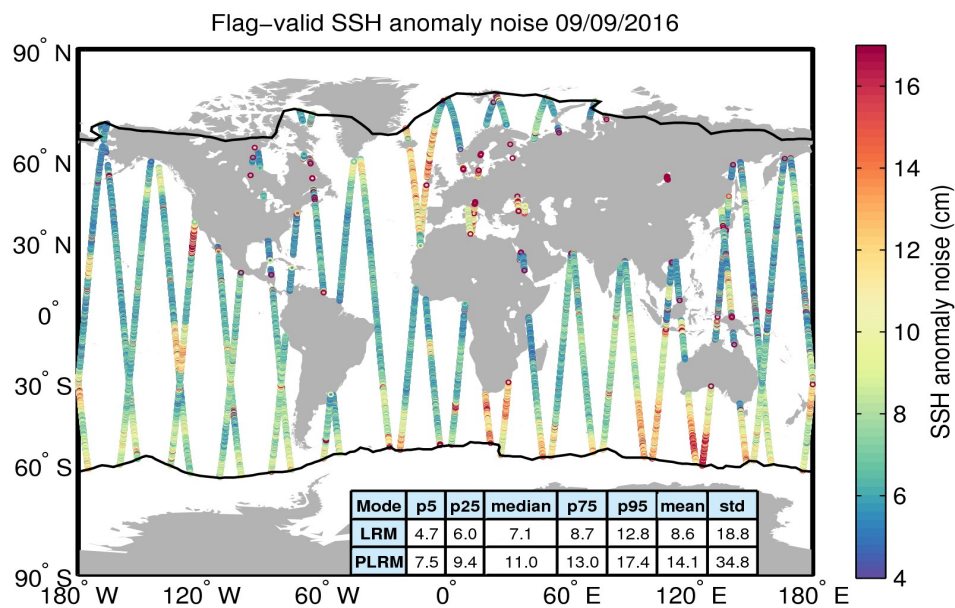 Flag−valid SSH anomaly noise 09/09/2016
90° N
60° N
30° N
0°
30° S
60° S
90° S
180° W
120° W
60° W
0°
60° E
120° E
180° E
Mode p5 p25 median p75 p95 mean std
LRM 4.7 6.0 7.1 8.7 12.8 8.6 18.8
PLRM 7.5 9.4 11.0 13.0 17.4 14.1 34.8
16
14
12
10
8
6
4
SSH anomaly noise (cm)